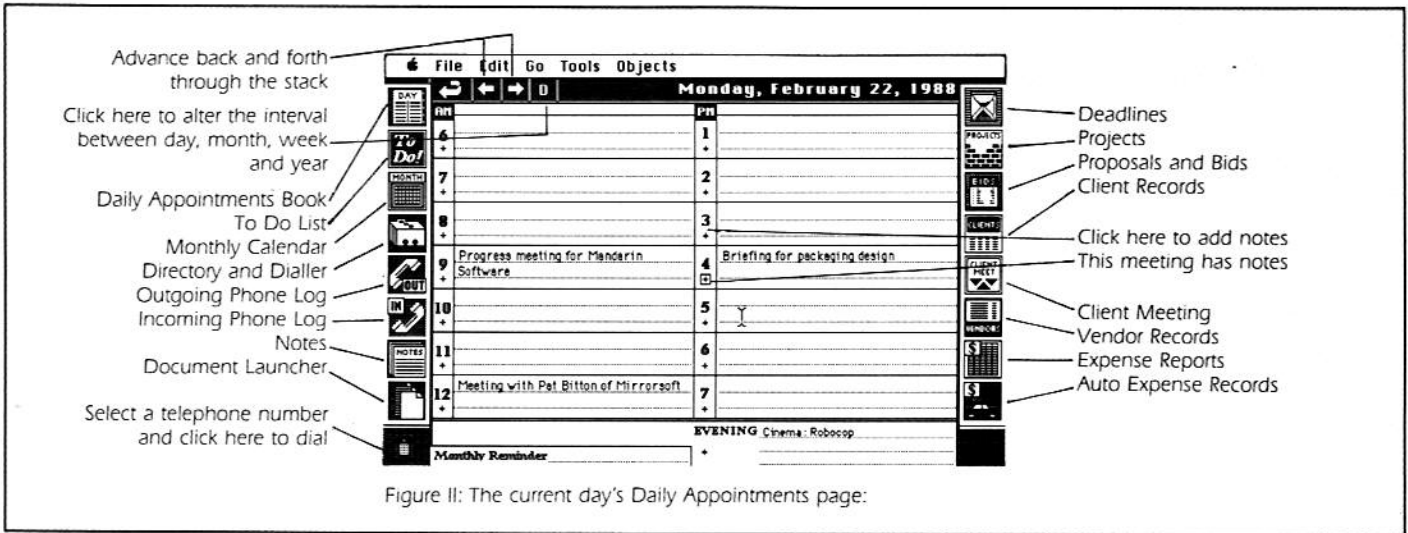 Advance back and forth
through the stack
Click here to alter the interval
between day, month, week
and year
Daily Appointments Book
To Do List
Monthly Calendar
Directory and Dialler
Outgoing Phone Log
Incoming Phone Log
Notes
Document Launcher
Select a telephone number
and click here to dial
File Edit Go Tools Objects
D Monday, February 22, 1988
DAY
To
Do!
MONTH
OUT
IN
NOTES
AM
6
+
7
+
8
+
9 Progress meeting for Mandarin
+ Software
10
+
11
+
12 Meeting with Pat Bitton of Mirrorsoft
+
Monthly Reminder
PM
1
+
2
+
3
+
4 Briefing for packaging design
+
5
+
6
+
7
+
EVENING Cinema: Robocop
+
PROJECTS
BIDS
CLIENTS
CLIENT
MEET
VENDORS
$
$
Deadlines
Projects
Proposals and Bids
Client Records
Click here to add notes
This meeting has notes
Client Meeting
Vendor Records
Expense Reports
Auto Expense Records
Figure II: The current day's Daily Appointments page: